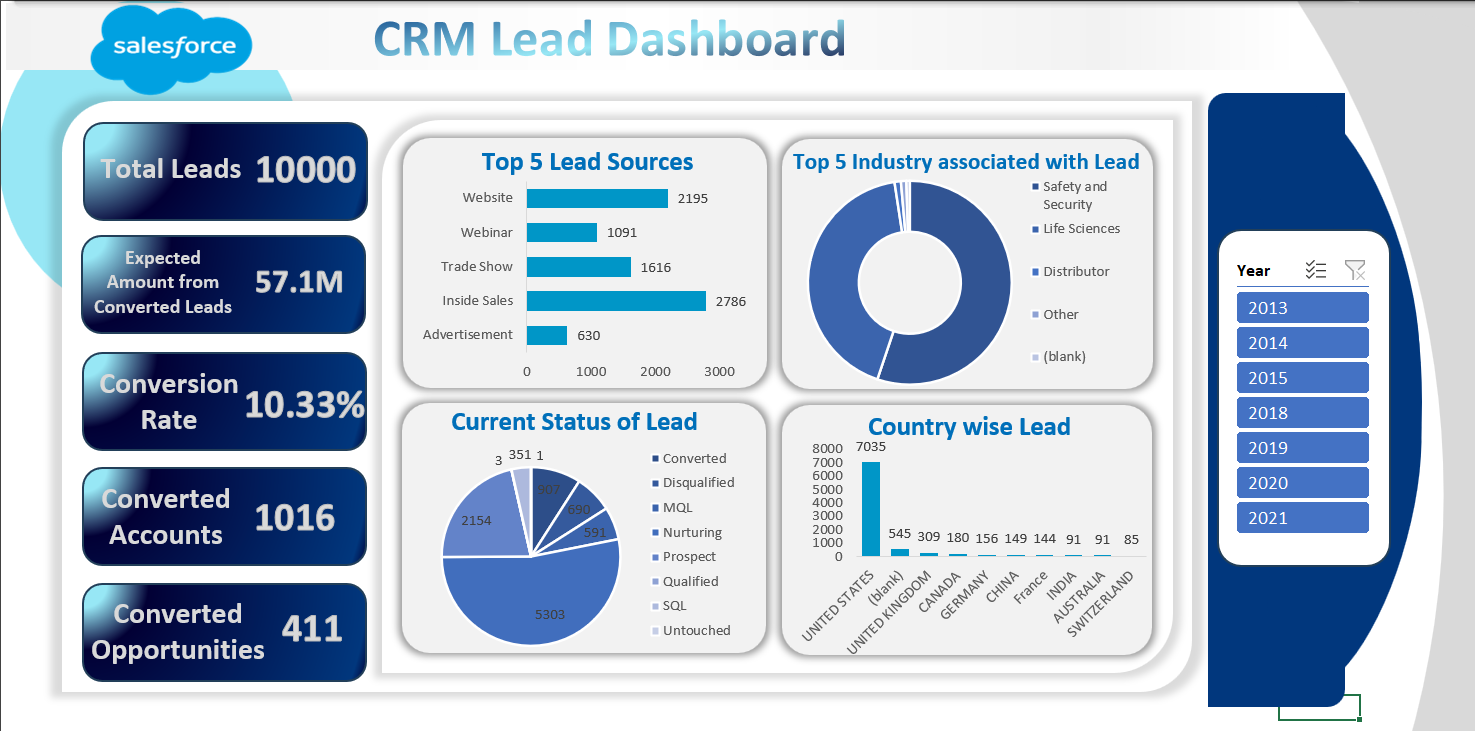 salesforce
CRM Lead Dashboard
Total Leads 10000
Expected
Amount from
Converted Leads
57.1M
Conversion
Rate
10.33%
Converted
Accounts
1016
Converted
Opportunities
411
Top 5 Lead Sources
Website 2195
Webinar 1091
Trade Show 1616
Inside Sales 2786
Advertisement 630
0 1000 2000 3000
Top 5 Industry associated with Lead
Safety and
Security
Life Sciences
Distributor
Other
(blank)
Current Status of Lead
3 351 1
907
690
591
2154
5303
Converted
Disqualified
MQL
Nurturing
Prospect
Qualified
SQL
Untouched
Country wise Lead
8000
7000
6000
5000
4000
3000
2000
1000
0
7035 545 309 180 156 149 144 91 91 85
UNITED STATES
(blank)
UNITED KINGDOM
CANADA
GERMANY
CHINA
France
INDIA
AUSTRALIA
SWITZERLAND
Year
2013
2014
2015
2018
2019
2020
2021